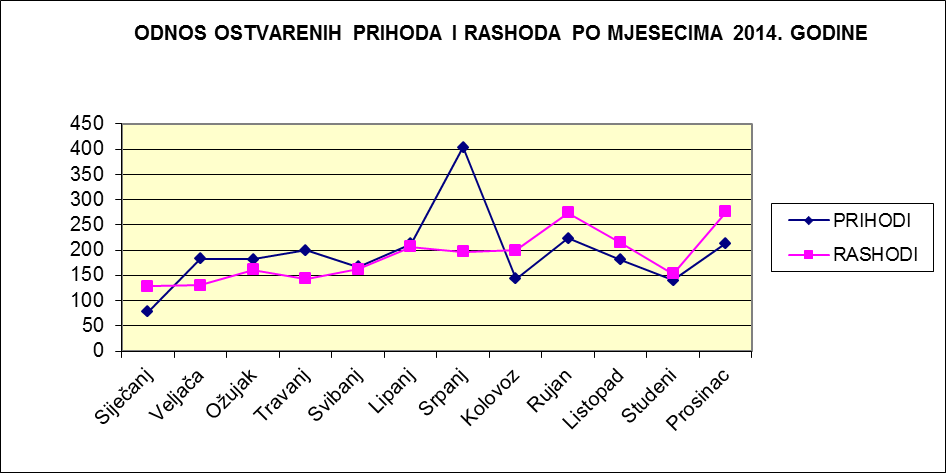 ODNOS OSTVARENIH PRIHODA I RASHODA PO MJESECIMA 2014. GODINE
450
400
350
300
250
200
150
100
50
0
Siječanj
Veljača
Ožujak
Travanj
Svibanj
Lipanj
Srpanj
Kolovoz
Rujan
Listopad
Studeni
Prosinac
PRIHODI
RASHODI